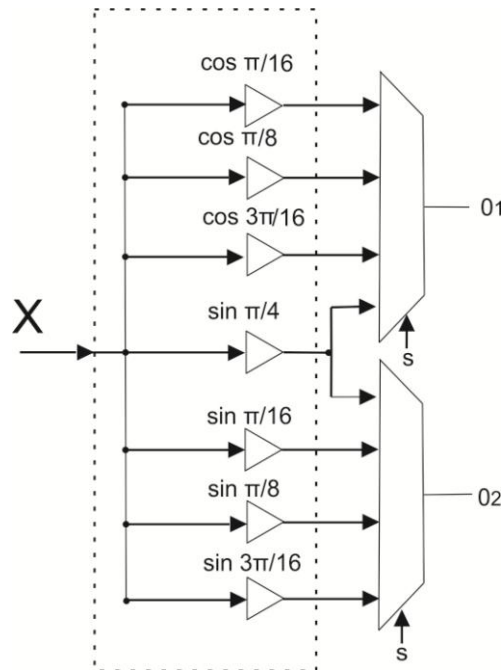 cos π/16
cos π/8
01
cos 3π/16
X
sin π/4
s
sin π/16
sin π/8
02
sin 3π/16
s